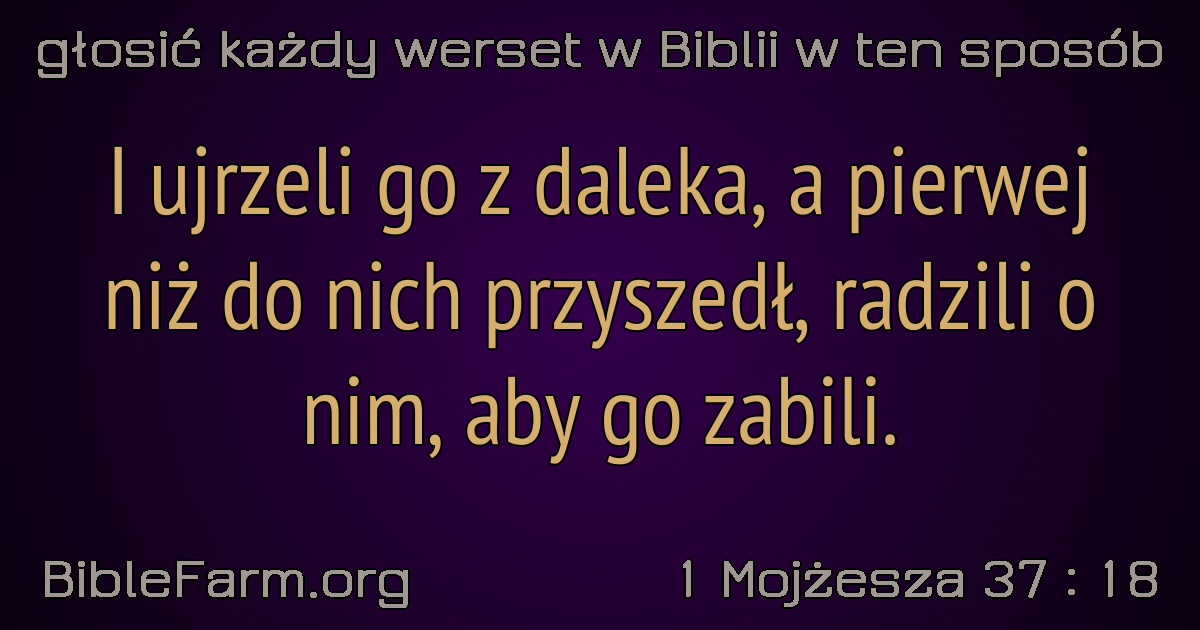 głosić każdy werset w Biblii w ten sposób
I ujrzeli go z daleka, a pierwej
niż do nich przyszedł, radzili o
nim, aby go zabili.
BibleFarm.org
1 Mojżesza 37 : 18